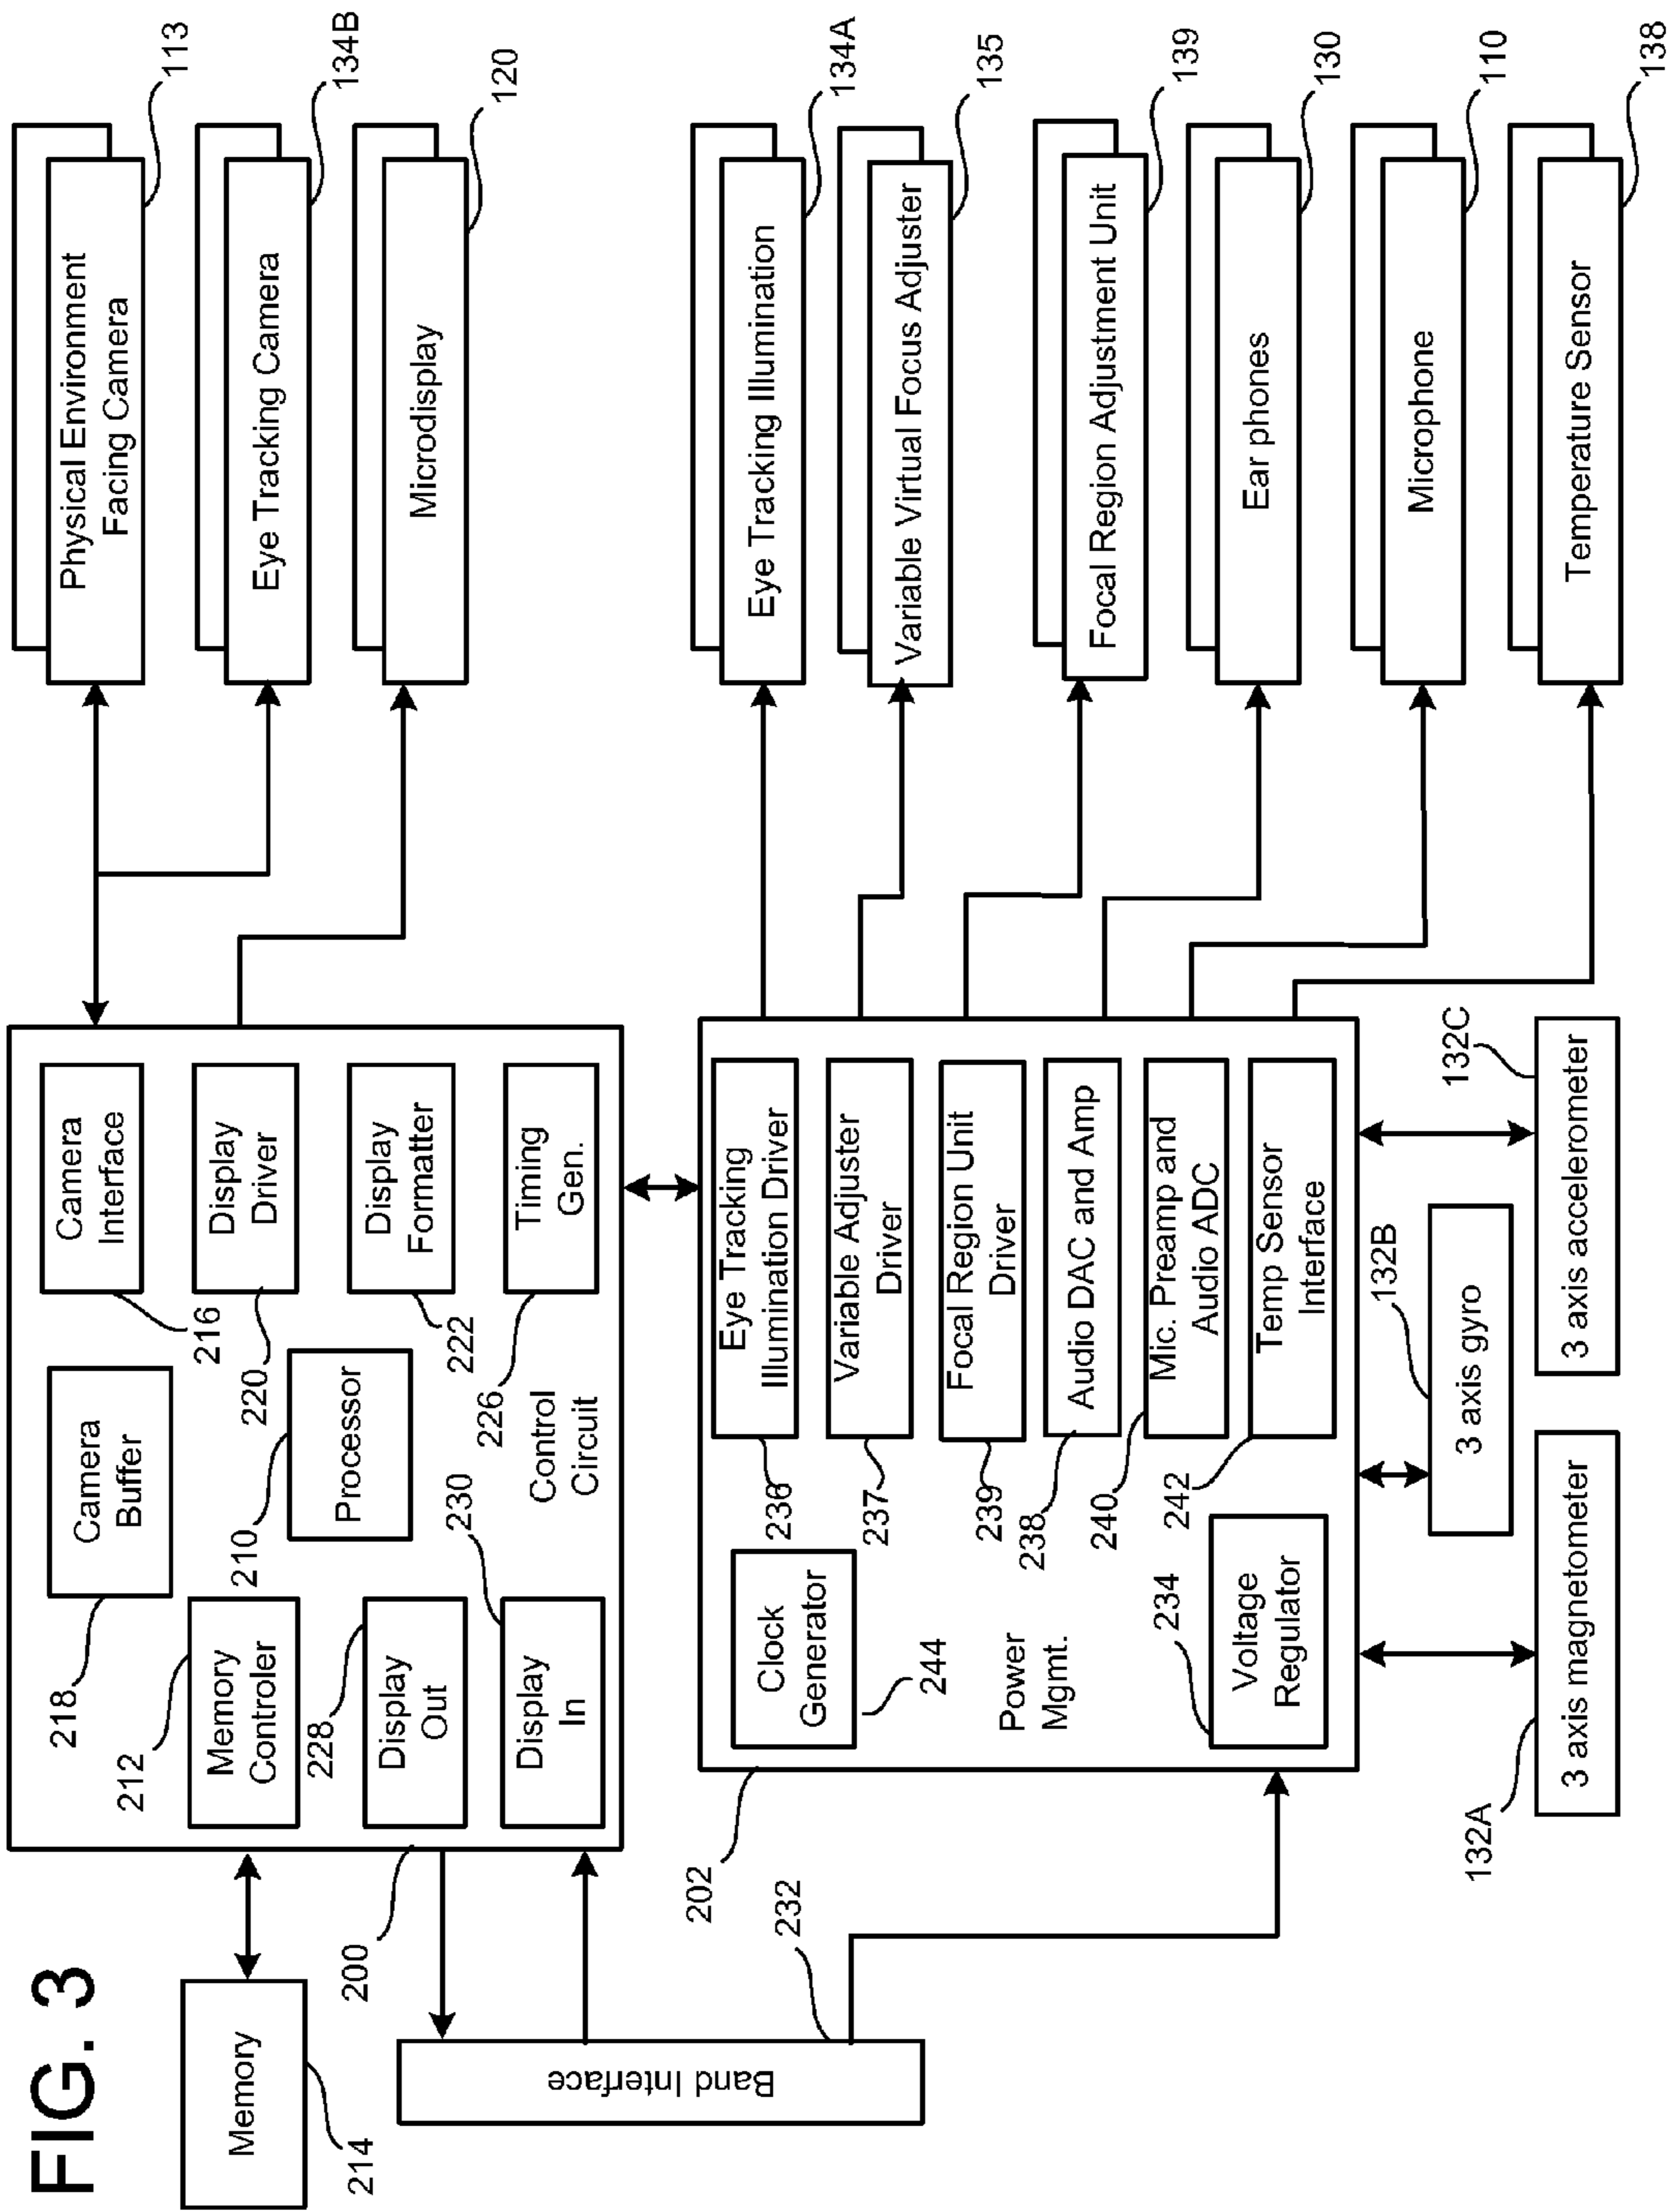 FIG. 3
Memory
214
Band Interface
232
200
212
218
Memory
Controler
Camera
Buffer
Camera
Interface
216
210
Processor
220
Display
Driver
228
Display
Out
222
Display
Formatter
230
Display
In
226
Timing
Gen.
Control
Circuit
Physical Environment
Facing Camera
113
Eye Tracking Camera
134B
Microdisplay
120
202
Clock
Generator
244
Power
Mgmt.
234
Voltage
Regulator
236
Eye Tracking
Illumination Driver
237
Variable Adjuster
Driver
239
Focal Region Unit
Driver
238
Audio DAC and Amp
240
Mic. Preamp and
Audio ADC
242
Temp Sensor
Interface
Eye Tracking Illumination
134A
Variable Virtual Focus Adjuster
135
Focal Region Adjustment Unit
139
Ear phones
130
Microphone
110
Temperature Sensor
138
132A
3 axis magnetometer
132B
3 axis gyro
132C
3 axis accelerometer